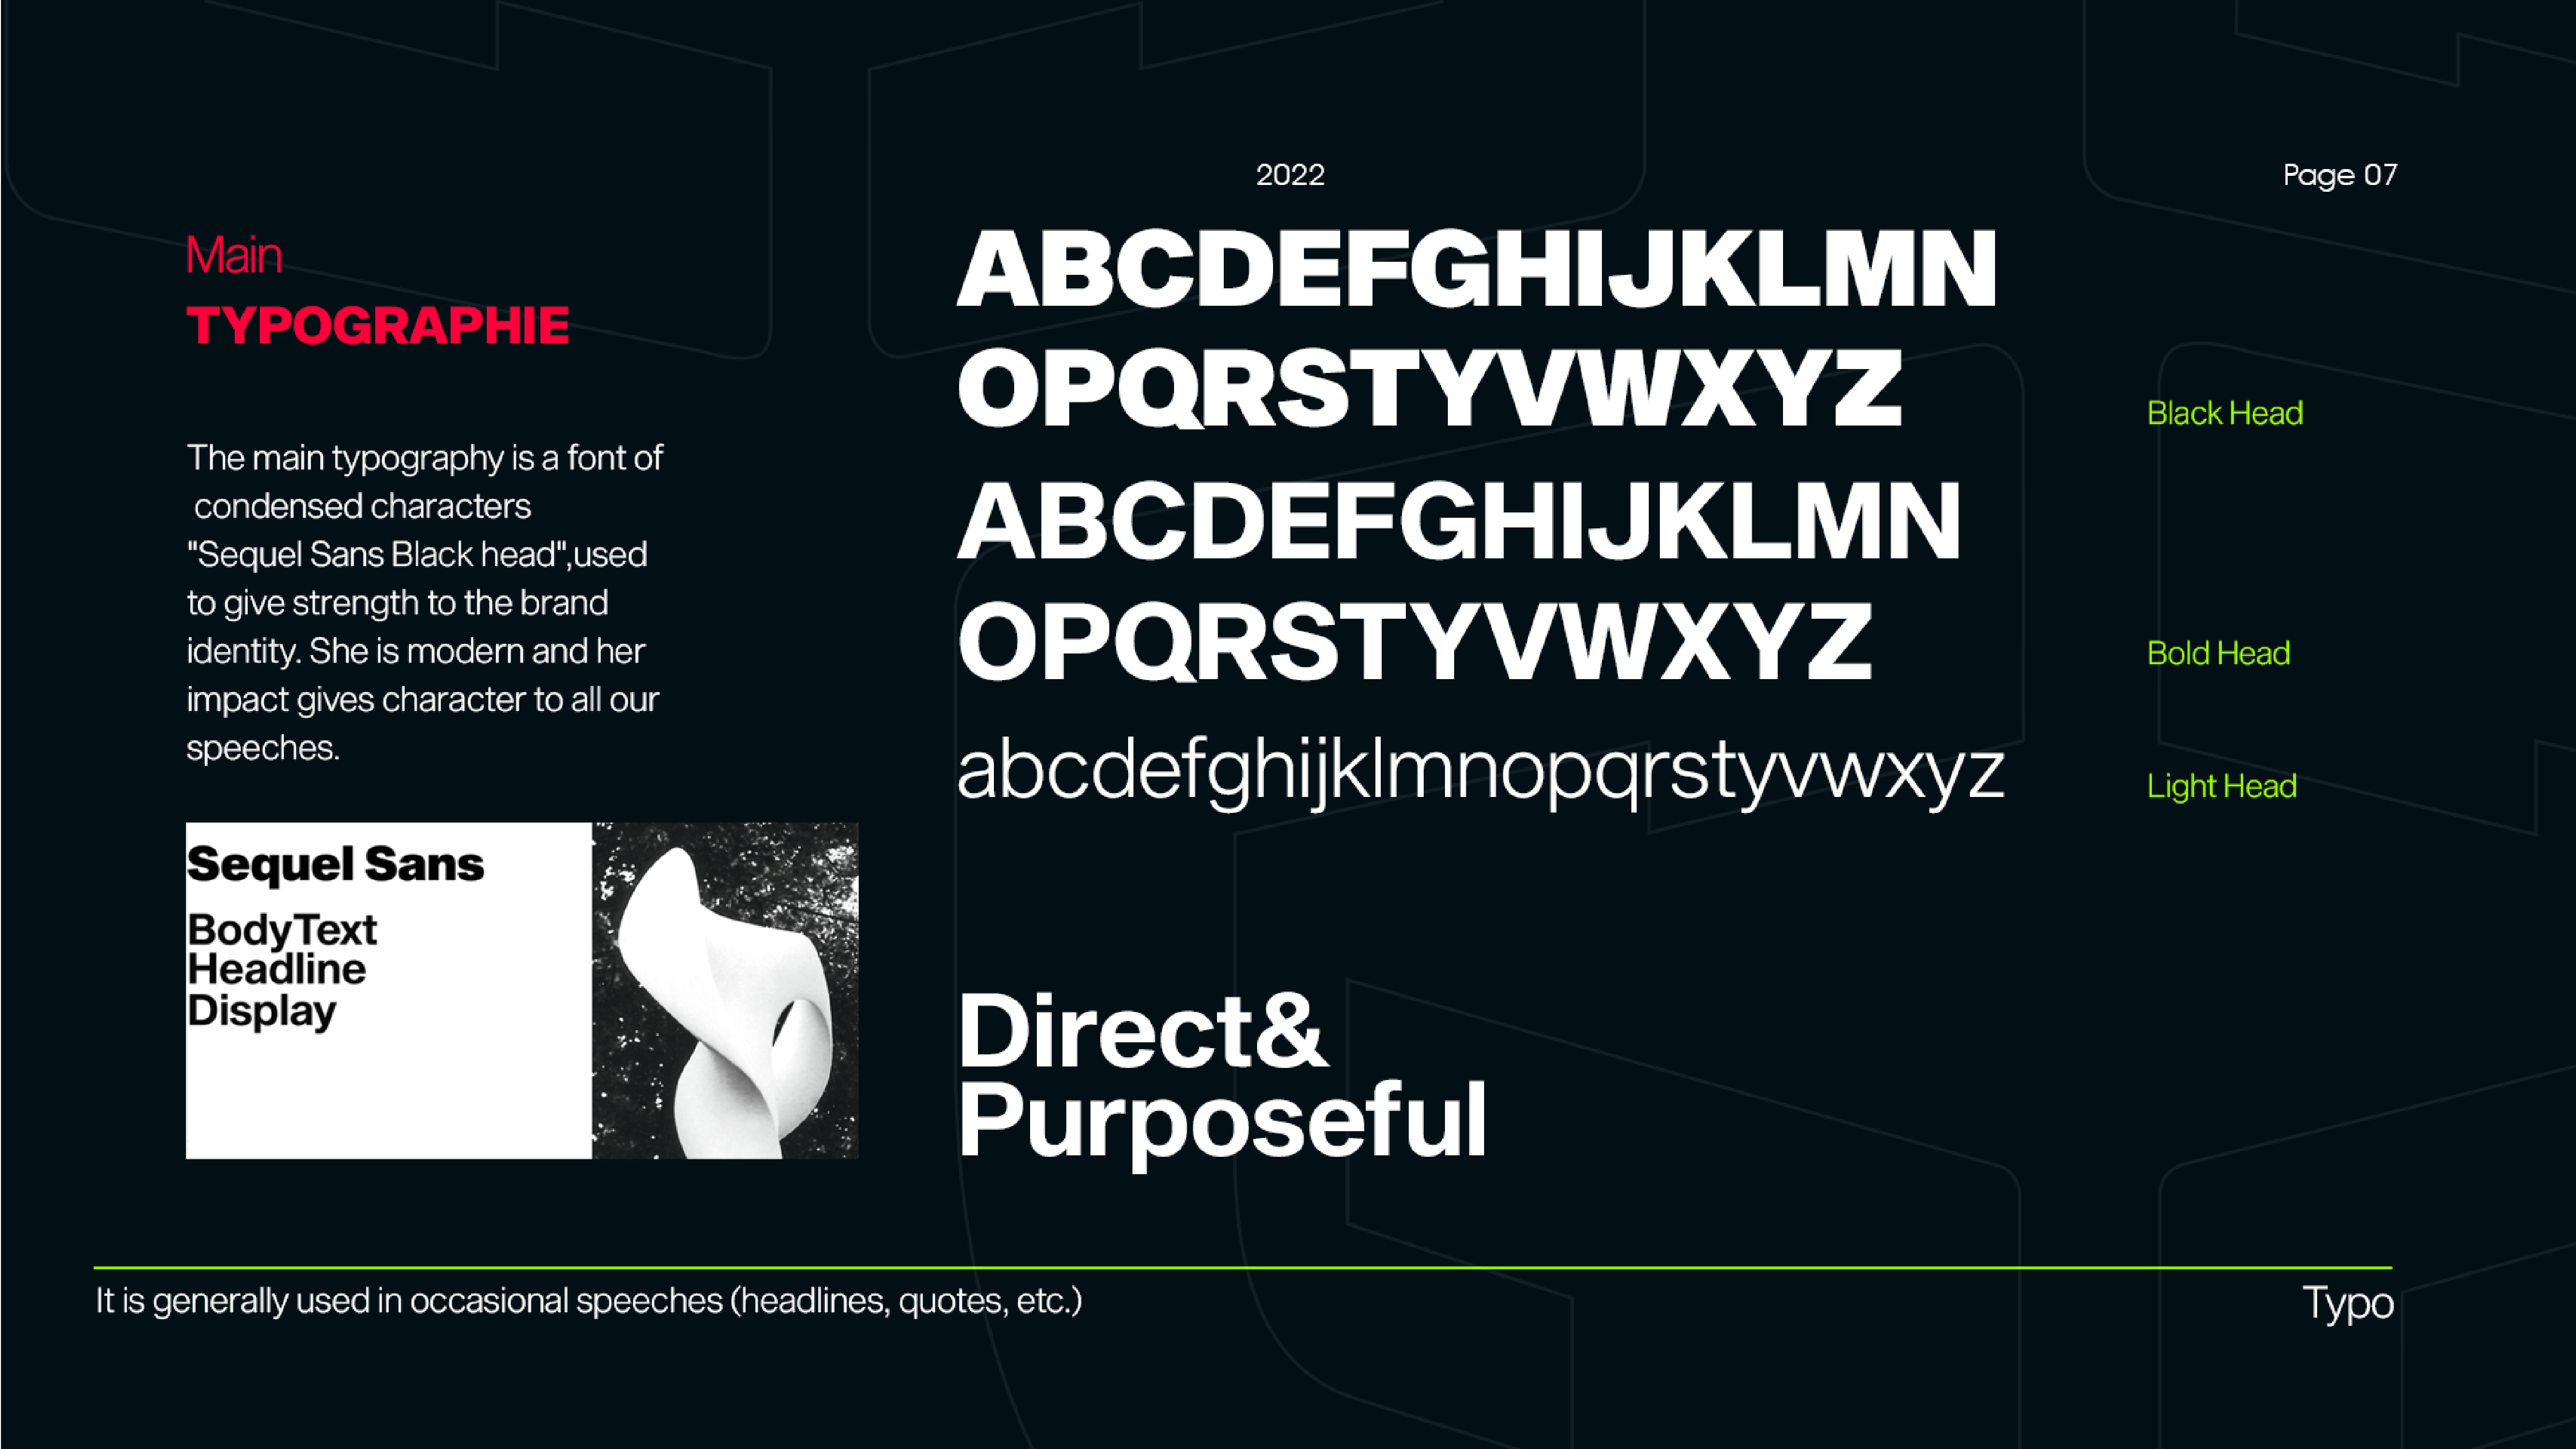 2022
Page 07
Main
TYPOGRAPHIE
The main typography is a font of
condensed characters
"Sequel Sans Black head",used
to give strength to the brand
identity. She is modern and her
impact gives character to all our
speeches.
Sequel Sans
BodyText
Headline
Display
ABCDEFGHIJKLMN
OPQRSTYVWXYZ
Black Head
ABCDEFGHIJKLMN
OPQRSTYVWXYZ
Bold Head
abcdefghijklmnopqrstyvwxyz
Light Head
Direct&
Purposeful
It is generally used in occasional speeches (headlines, quotes, etc.)
Typo